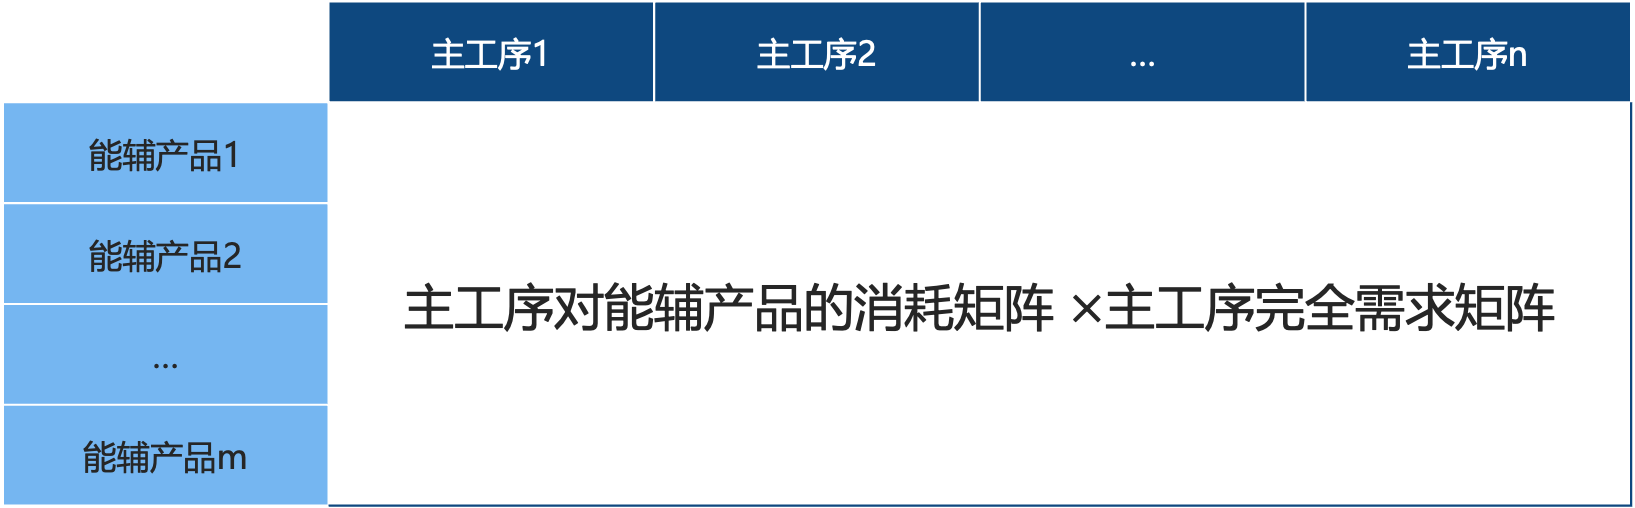 主工序1 主工序2 … 主工序n
能辅产品1
能辅产品2
主工序对能辅产品的消耗矩阵 ×主工序完全需求矩阵
…
能辅产品m